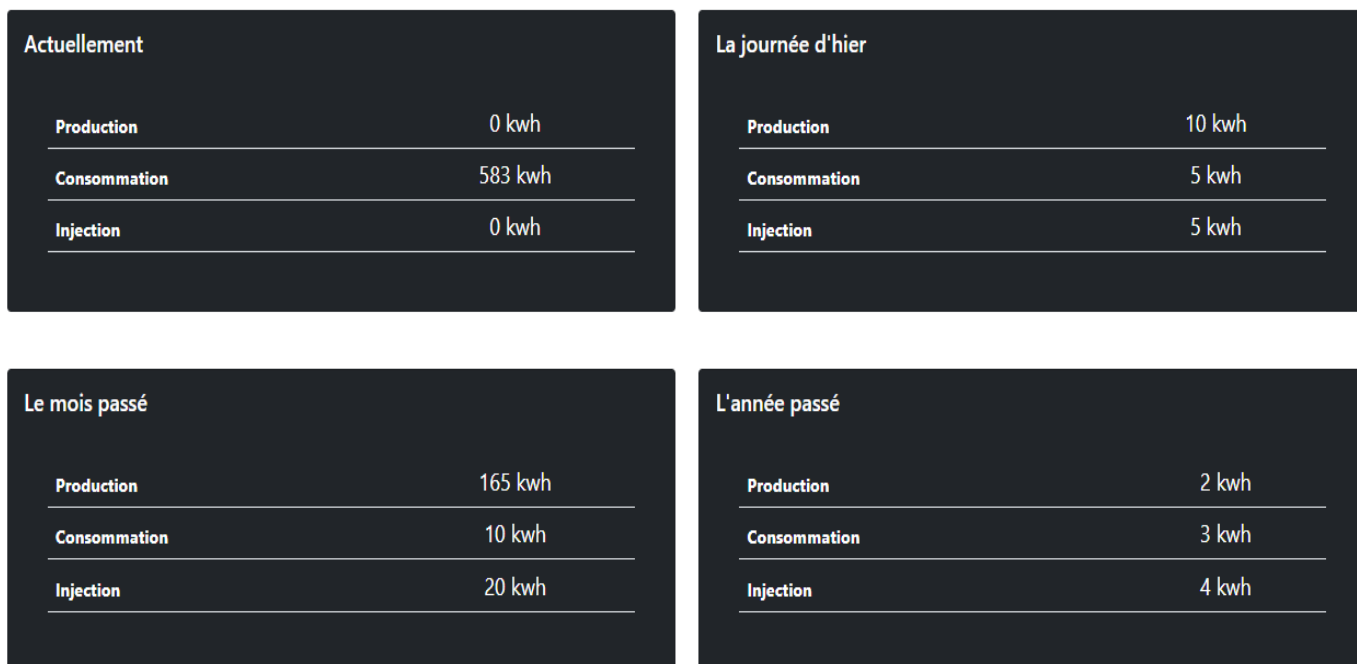 Actuellement
Production 0 kwh
Consommation 583 kwh
Injection 0 kwh
La journée d'hier
Production 10 kwh
Consommation 5 kwh
Injection 5 kwh
Le mois passé
Production 165 kwh
Consommation 10 kwh
Injection 20 kwh
L'année passé
Production 2 kwh
Consommation 3 kwh
Injection 4 kwh